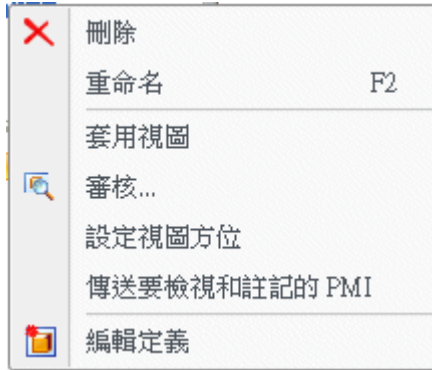 刪除
重命名 F2
套用視圖
審核...
設定視圖方位
傳送要檢視和註記的 PMI
編輯定義